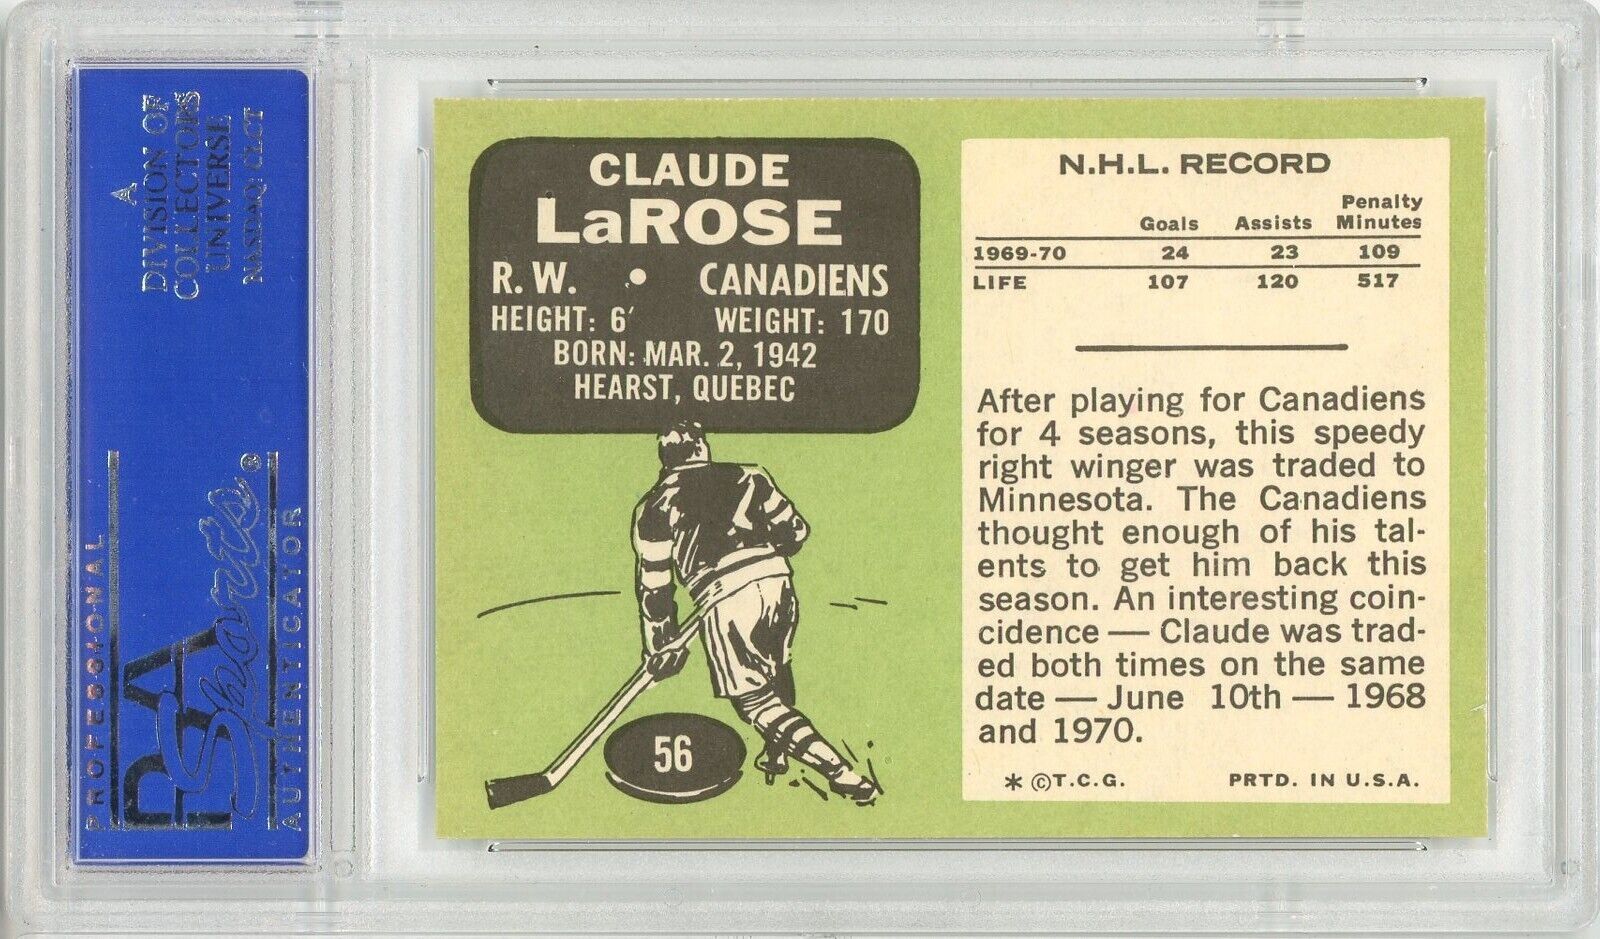 A
DIVISION OF
COLLECTORS
UNIVERSE
NASDAQ: CLCT
PROFESSIONAL
PSA
Sports®
AUTHENTICATOR
CLAUDE
LaROSE
R.W. • CANADIENS
HEIGHT: 6′ WEIGHT: 170
BORN: MAR. 2, 1942
HEARST, QUEBEC
56
N.H.L. RECORD
Goals Assists Penalty Minutes
1969-70 24 23 109
LIFE 107 120 517
After playing for Canadiens
for 4 seasons, this speedy
right winger was traded to
Minnesota. The Canadiens
thought enough of his tal-
ents to get him back this
season. An interesting coin-
cidence — Claude was trad-
ed both times on the same
date — June 10th — 1968
and 1970.
* ©T.C.G. PRTD. IN U.S.A.